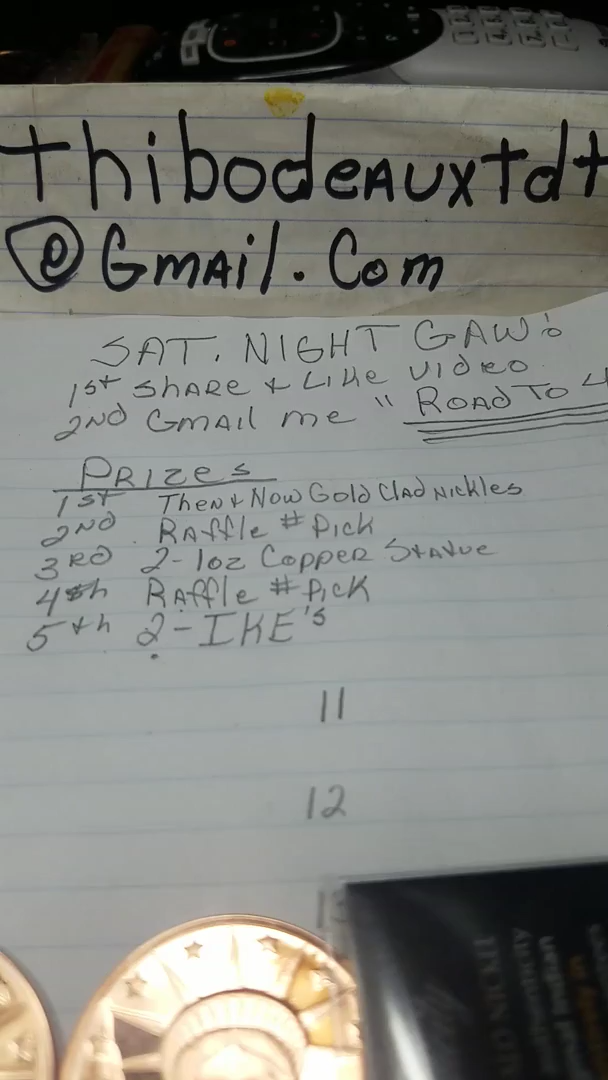 thibodeauxtdt
@Gmail.Com
SAT. NIGHT GAW:
1st SHARE & LIKE VIDEO
2ND GMAIL me "ROAD TO 4
PRIZES
1ST THEN & NOW GOLD CLAD NICKLES
2ND RAFFLE # PICK
3RD 2-1oz COPPER STATUE
4th RAFFLE # PICK
5th 2-IKE'S
11
12